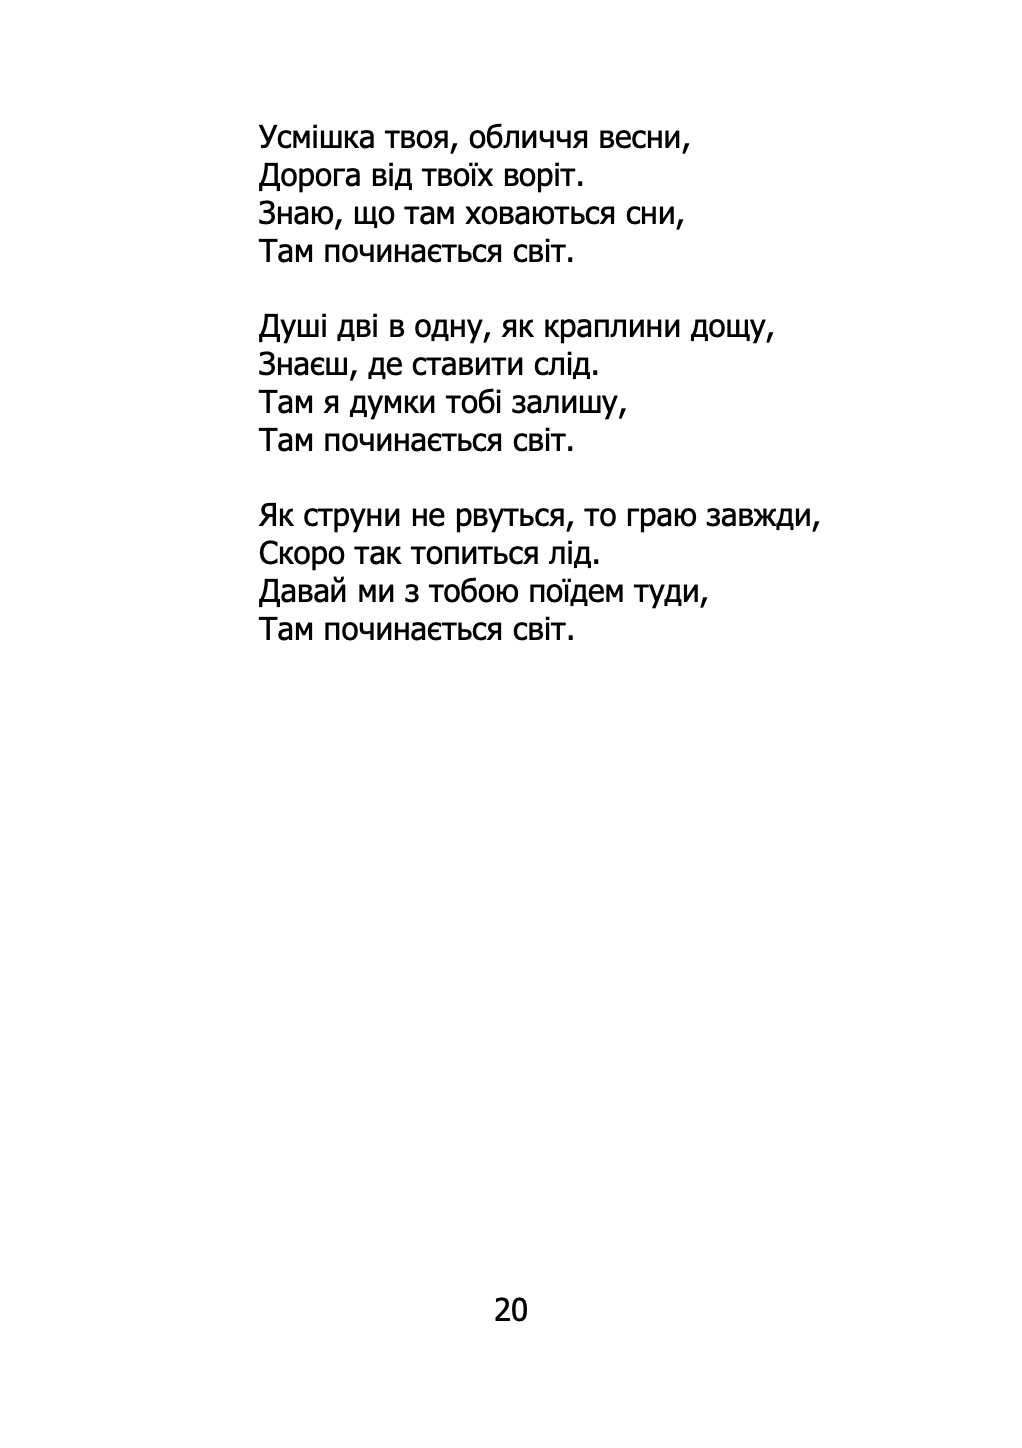 Усмішка твоя, обличчя весни,
Дорога від твоїх воріт.
Знаю, що там ховаються сни,
Там починається світ.

Душі дві в одну, як краплини дощу,
Знаєш, де ставити слід.
Там я думки тобі залишу,
Там починається світ.

Як струни не рвуться, то граю завжди,
Скоро так топиться лід.
Давай ми з тобою поїдем туди,
Там починається світ.

20